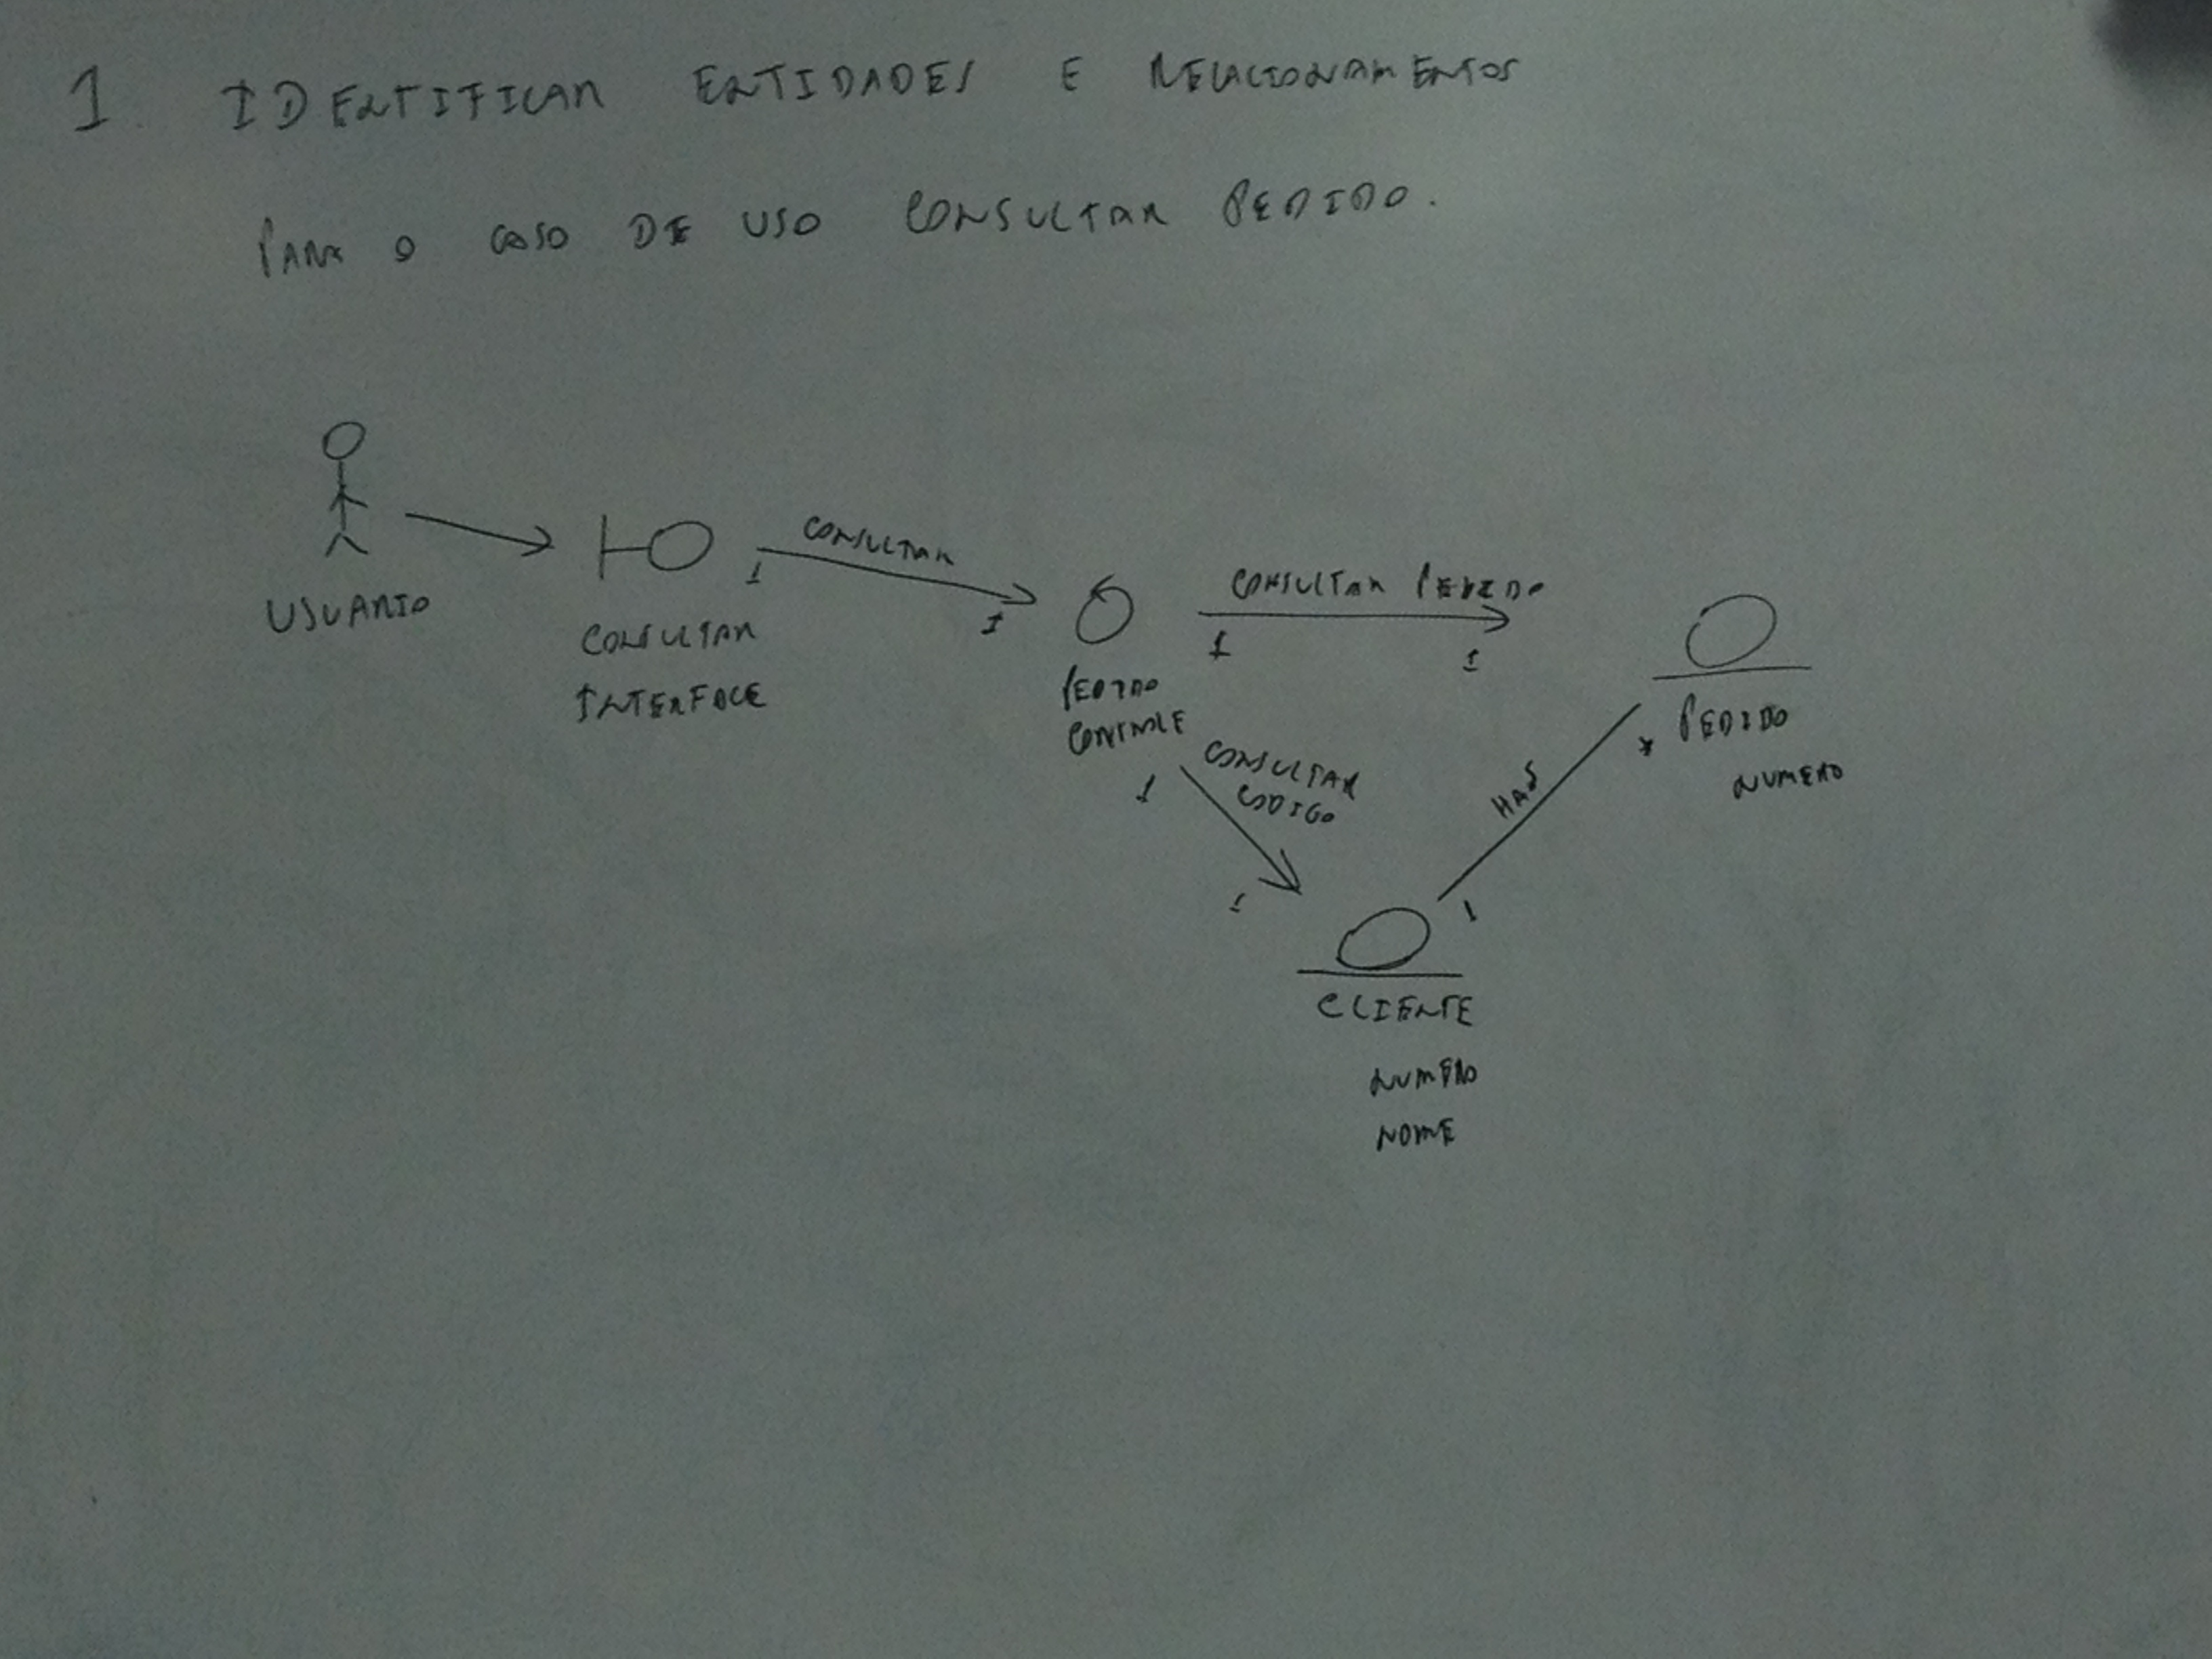 1. IDENTIFICAR ENTIDADES E RELACIONAMENTOS
PARA O CASO DE USO CONSULTAR PEDIDO.
USUARIO
CONSULTAR
INTERFACE
CONSULTAR
1
1
PEDIDO
CONTROLE
CONSULTAR PEDIDO
1
1
PEDIDO
NUMERO
CONSULTAR
CODIGO
1
1
HAS
*
1
CLIENTE
NUMERO
NOME